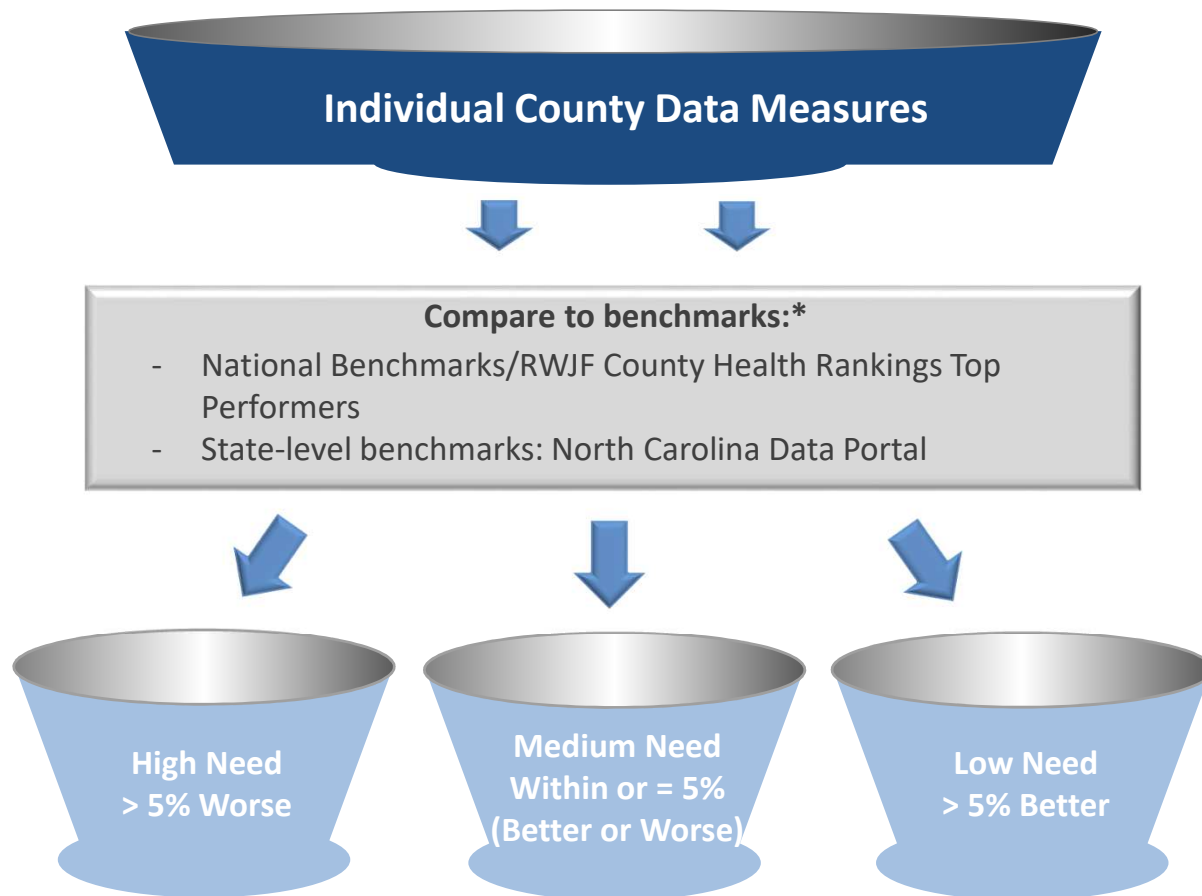 Individual County Data Measures
Compare to benchmarks:*
- National Benchmarks/RWJF County Health Rankings Top
Performers
- State-level benchmarks: North Carolina Data Portal
High Need
> 5% Worse
Medium Need
Within or = 5%
(Better or Worse)
Low Need
> 5% Better